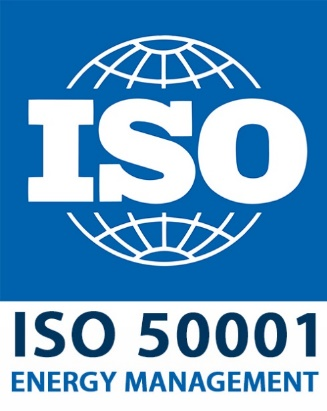 ISO
ISO 50001
ENERGY MANAGEMENT